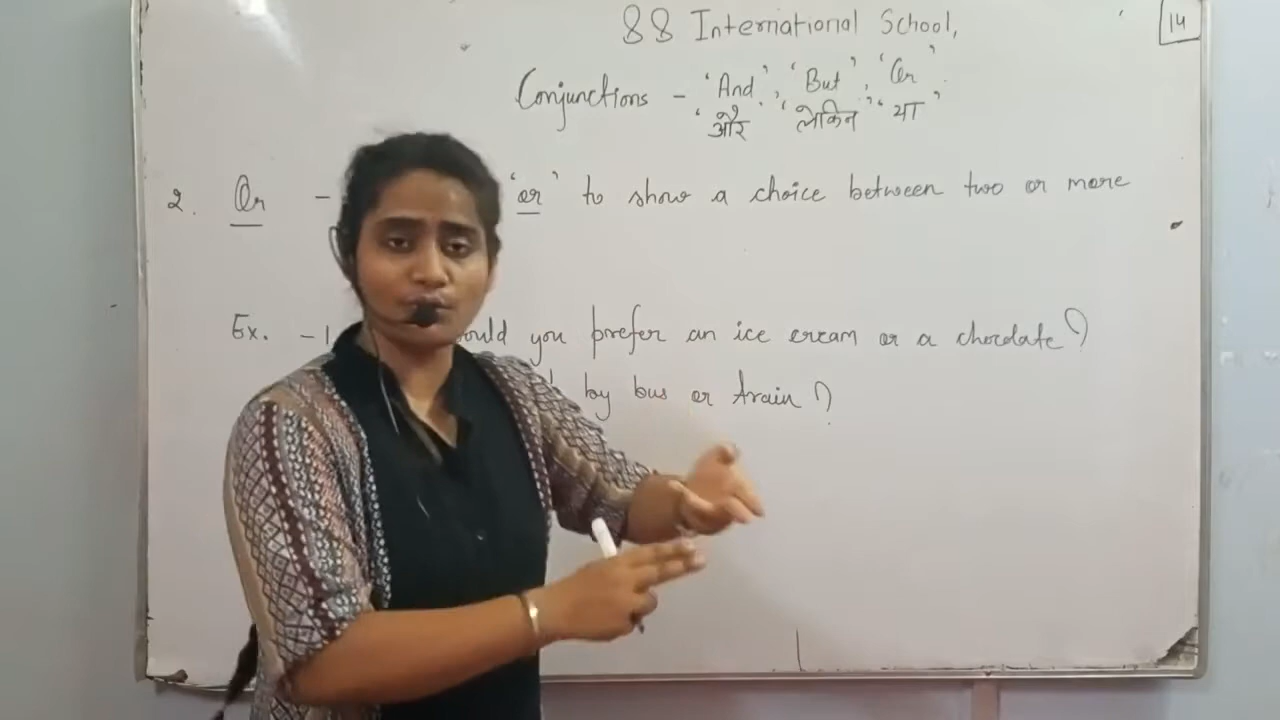 88 International School,
14
Conjunctions - 'And', 'But', 'Or'
'और' 'लेकिन' 'या'
2. Or - 'or' to show a choice between two or more
Ex. - 1 you prefer an ice cream or a chocolate?
by bus or train?